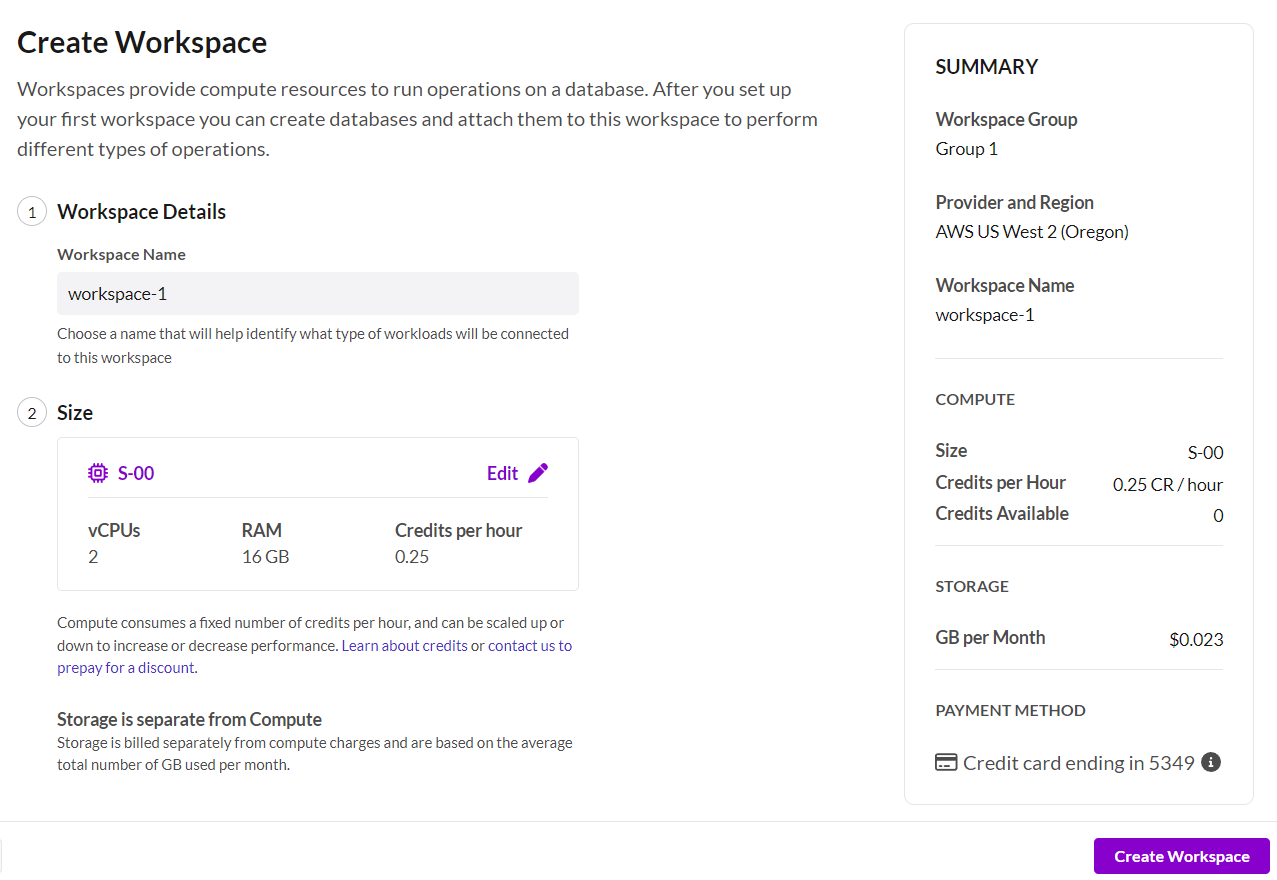 Create Workspace
Workspaces provide compute resources to run operations on a database. After you set up
your first workspace you can create databases and attach them to this workspace to perform
different types of operations.
1 Workspace Details
Workspace Name
workspace-1
Choose a name that will help identify what type of workloads will be connected
to this workspace
2 Size
S-00 Edit
vCPUs RAM Credits per hour
2 16 GB 0.25
Compute consumes a fixed number of credits per hour, and can be scaled up or
down to increase or decrease performance. Learn about credits or contact us to
prepay for a discount.
Storage is separate from Compute
Storage is billed separately from compute charges and are based on the average
total number of GB used per month.
SUMMARY
Workspace Group
Group 1
Provider and Region
AWS US West 2 (Oregon)
Workspace Name
workspace-1
COMPUTE
Size S-00
Credits per Hour 0.25 CR / hour
Credits Available 0
STORAGE
GB per Month $0.023
PAYMENT METHOD
Credit card ending in 5349
Create Workspace